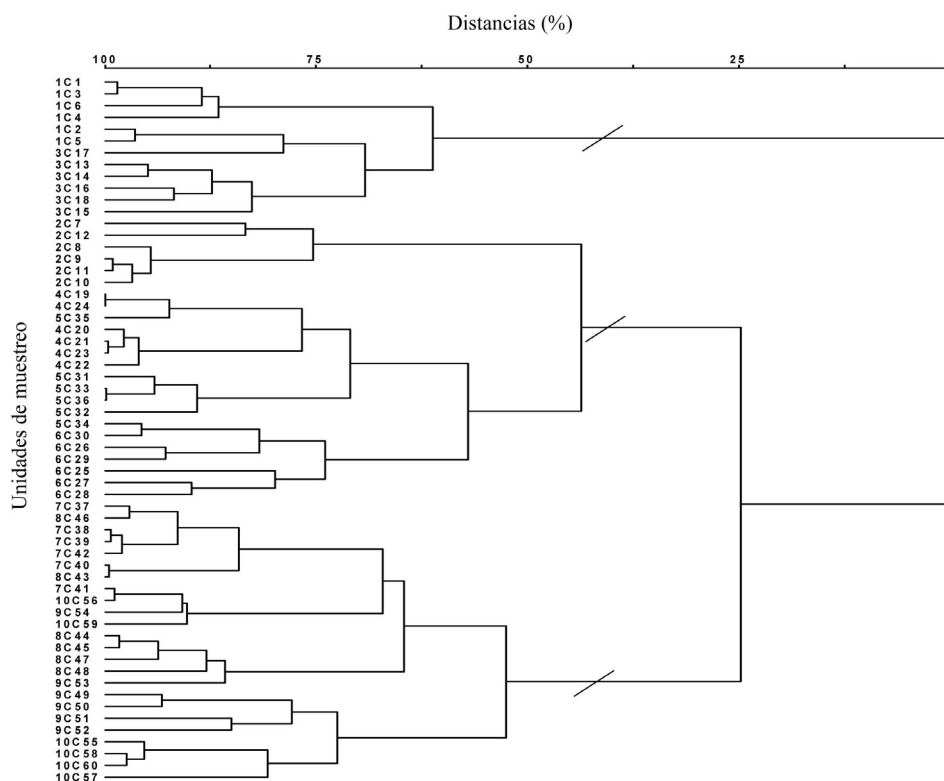 Distancias (%)
100 75 50 25
Unidades de muestreo
1C1
1C3
1C6
1C4
1C2
1C5
3C17
3C13
3C14
3C16
3C18
3C15
2C7
2C12
2C8
2C9
2C11
2C10
4C19
4C24
5C35
4C20
4C21
4C23
4C22
5C31
5C33
5C36
5C32
5C34
6C30
6C26
6C29
6C25
6C27
6C28
7C37
8C46
7C38
7C39
7C42
7C40
8C43
7C41
10C56
9C54
10C59
8C44
8C45
8C47
8C48
9C53
9C49
9C50
9C51
9C52
10C55
10C58
10C60
10C57